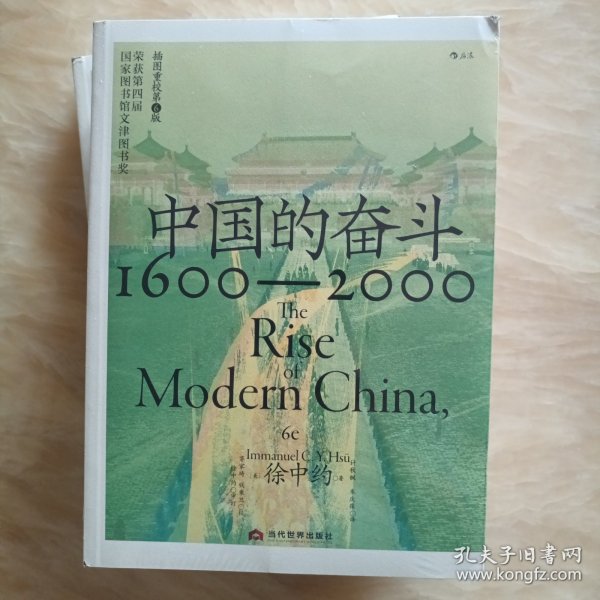 后浪
插图重校第6版
荣获第四届
国家图书馆文津图书奖
中国的奋斗
1600—2000
The
Rise
of
Modern China,
6e
Immanuel C. Y. Hsü
徐中约
著
当代世界出版社
孔夫子旧书网
www.kongfz.com